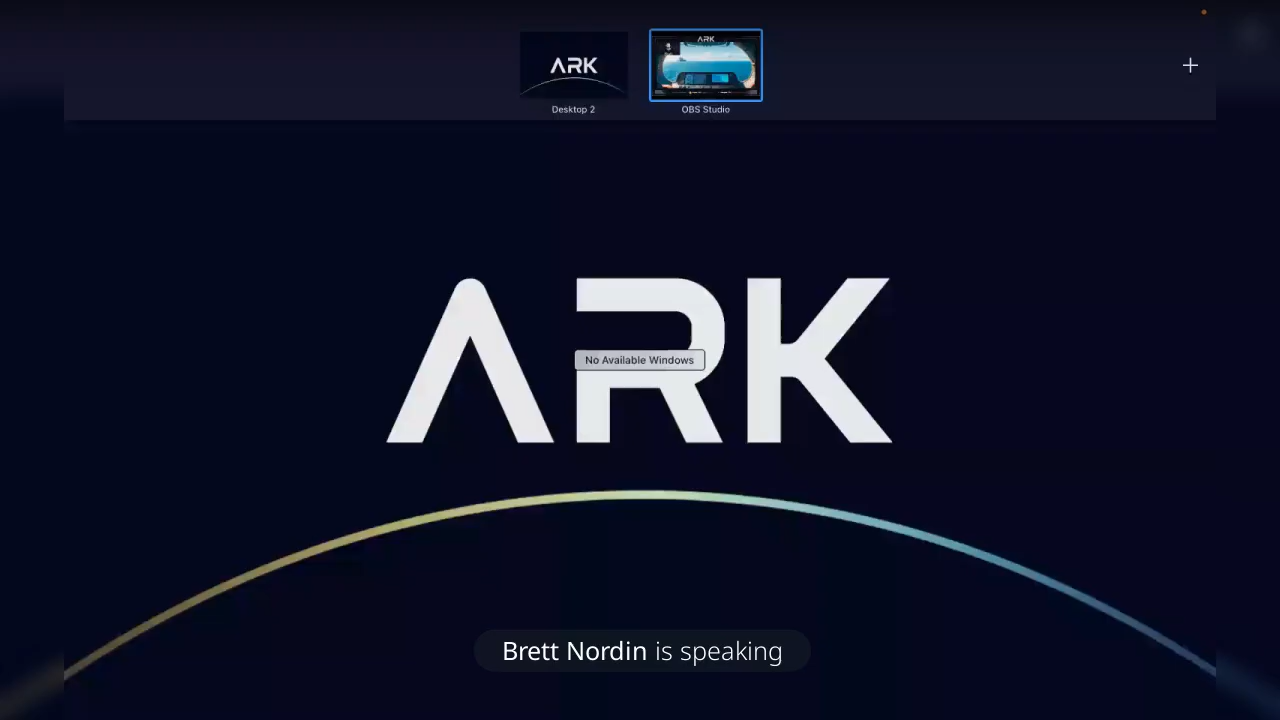 ARK
ARK
Desktop 2
OBS Studio
ARK
No Available Windows
Brett Nordin is speaking